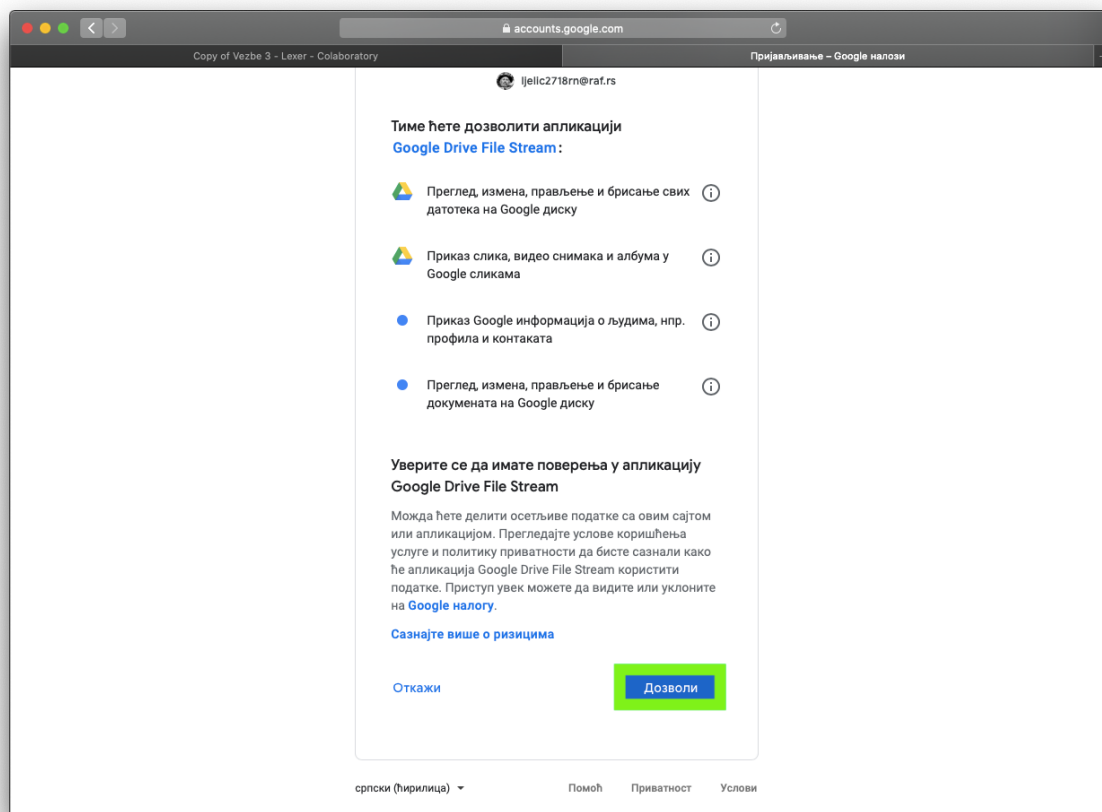 accounts.google.com
Copy of Vezbe 3 - Lexer - Colaboratory
Пријављивање – Google налози
ljelic2718rn@raf.rs
Тиме ћете дозволити апликацији
Google Drive File Stream:
Преглед, измена, прављење и брисање свих
датотека на Google диску
Приказ слика, видео снимака и албума у
Google сликама
Приказ Google информација о људима, нпр.
профила и контаката
Преглед, измена, прављење и брисање
докумената на Google диску
Уверите се да имате поверења у апликацију
Google Drive File Stream
Можда ћете делити осетљиве податке са овим сајтом
или апликацијом. Прегледајте услове коришћења
услуге и политику приватности да бисте сазнали како
ће апликација Google Drive File Stream користити
податке. Приступ увек можете да видите или уклоните
на Google налогу.
Сазнајте више о ризицима
Откажи
Дозволи
српски (ћирилица)
Помоћ
Приватност
Услови